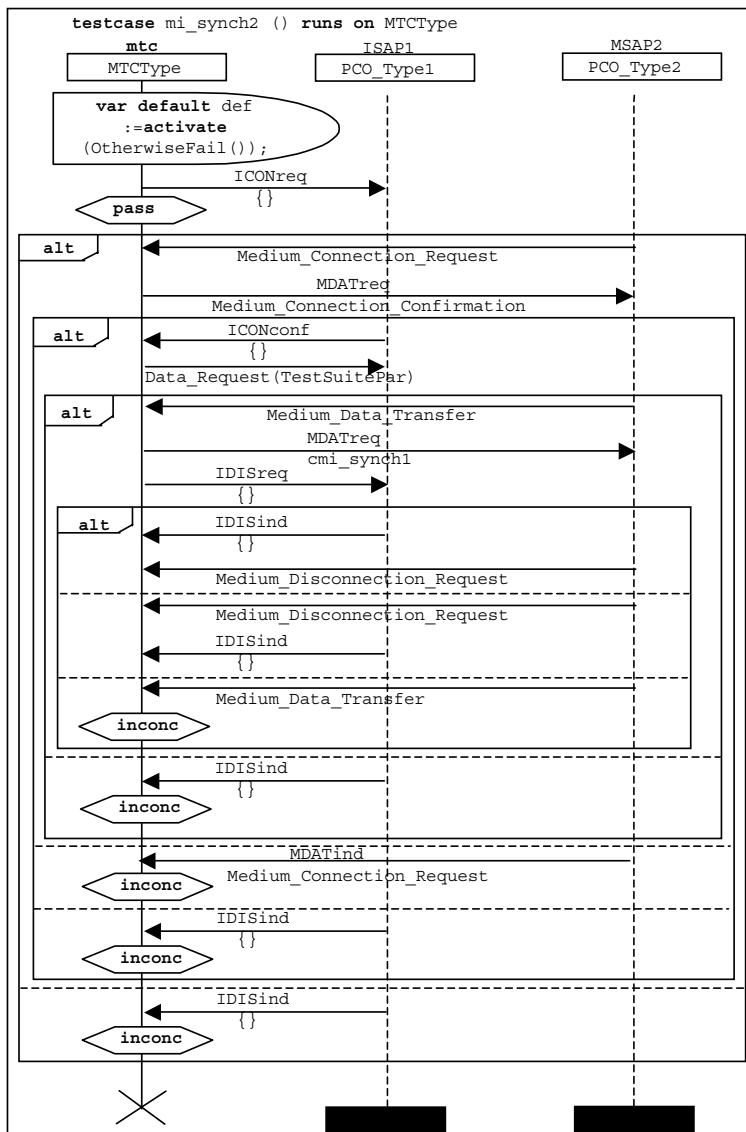 testcase mi_synch2 () runs on MTCType
mtc ISAP1 MSAP2
MTCType PCO_Type1 PCO_Type2
var default def
:=activate
(OtherwiseFail());
ICONreq
{}
pass
alt
Medium_Connection_Request
MDATreq
Medium_Connection_Confirmation
alt
ICONconf
{}
Data_Request(TestSuitePar)
alt
Medium_Data_Transfer
MDATreq
cmi_synch1
IDISreq
{}
alt
IDISind
{}
Medium_Disconnection_Request
Medium_Disconnection_Request
IDISind
{}
Medium_Data_Transfer
inconc
IDISind
{}
inconc
MDATind
Medium_Connection_Request
inconc
IDISind
{}
inconc
IDISind
{}
inconc